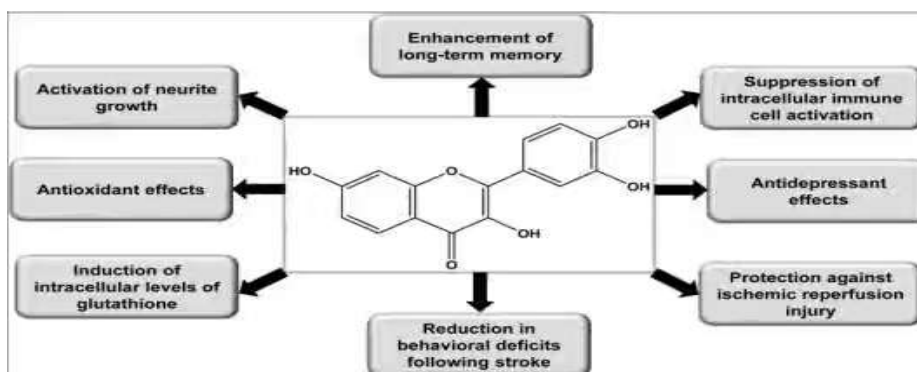 Enhancement of
long-term memory
Activation of neurite
growth
Suppression of
intracellular immune
cell activation
OH
HO
O
OH
Antioxidant effects
Antidepressant
effects
OH
O
Induction of
intracellular levels of
glutathione
Protection against
ischemic reperfusion
injury
Reduction in
behavioral deficits
following stroke